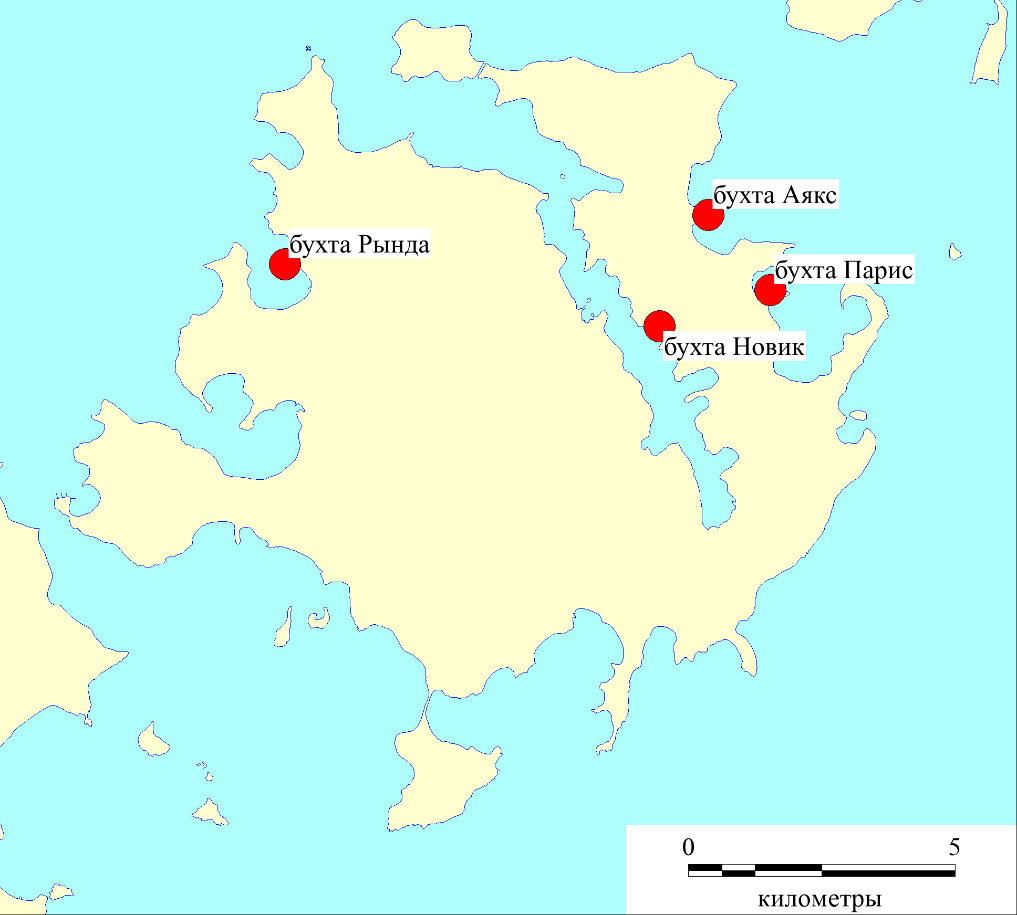 бухта Аякс
бухта Рында
бухта Парис
бухта Новик
0 5
километры